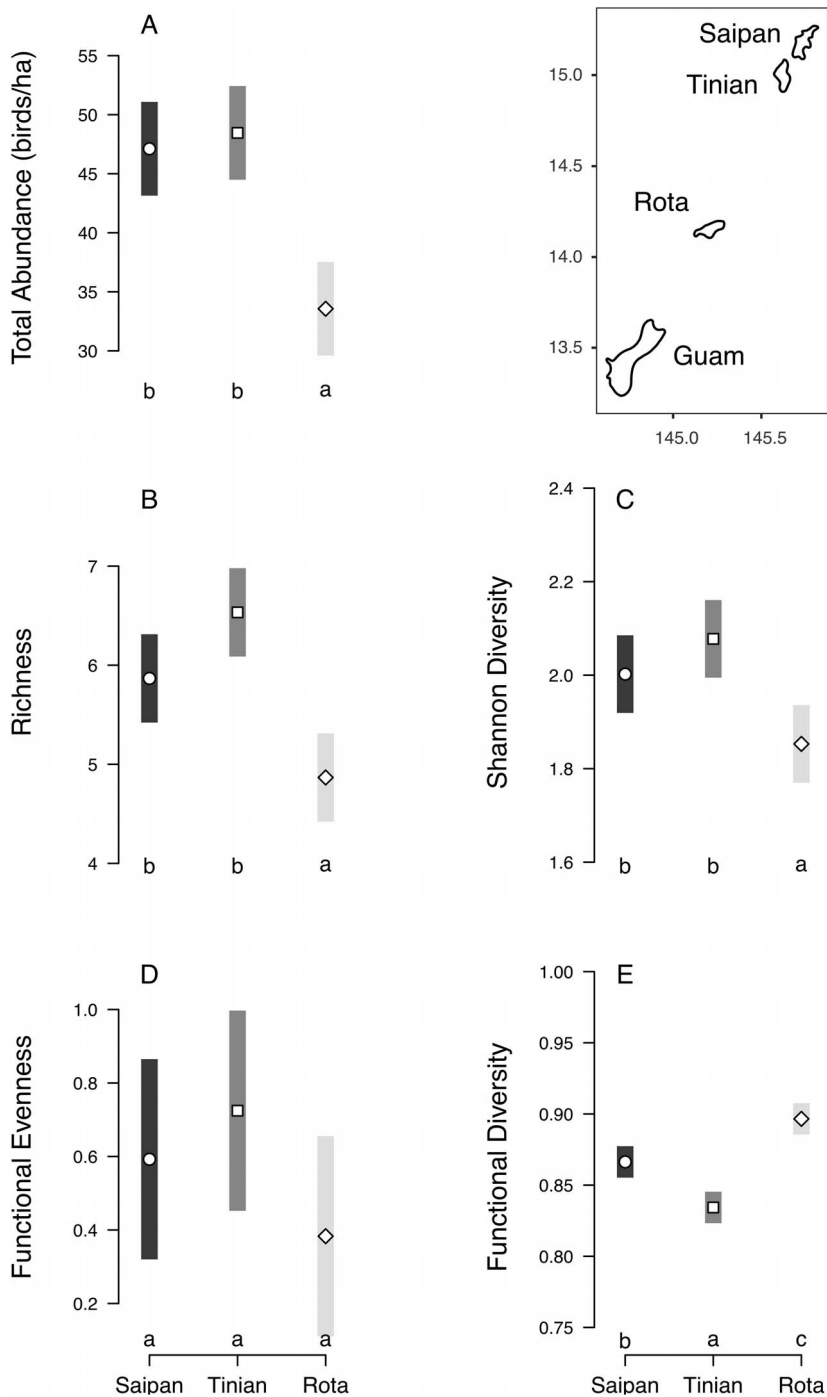 A
Total Abundance (birds/ha)
55
50
45
40
35
30
b b a
Saipan
Tinian
Rota
Guam
15.0
14.5
14.0
13.5
145.0 145.5
B
Richness
7
6
5
4
b b a
C
Shannon Diversity
2.4
2.2
2.0
1.8
1.6
b b a
D
Functional Evenness
1.0
0.8
0.6
0.4
0.2
a a a
Saipan Tinian Rota
E
Functional Diversity
1.00
0.95
0.90
0.85
0.80
0.75
b a c
Saipan Tinian Rota